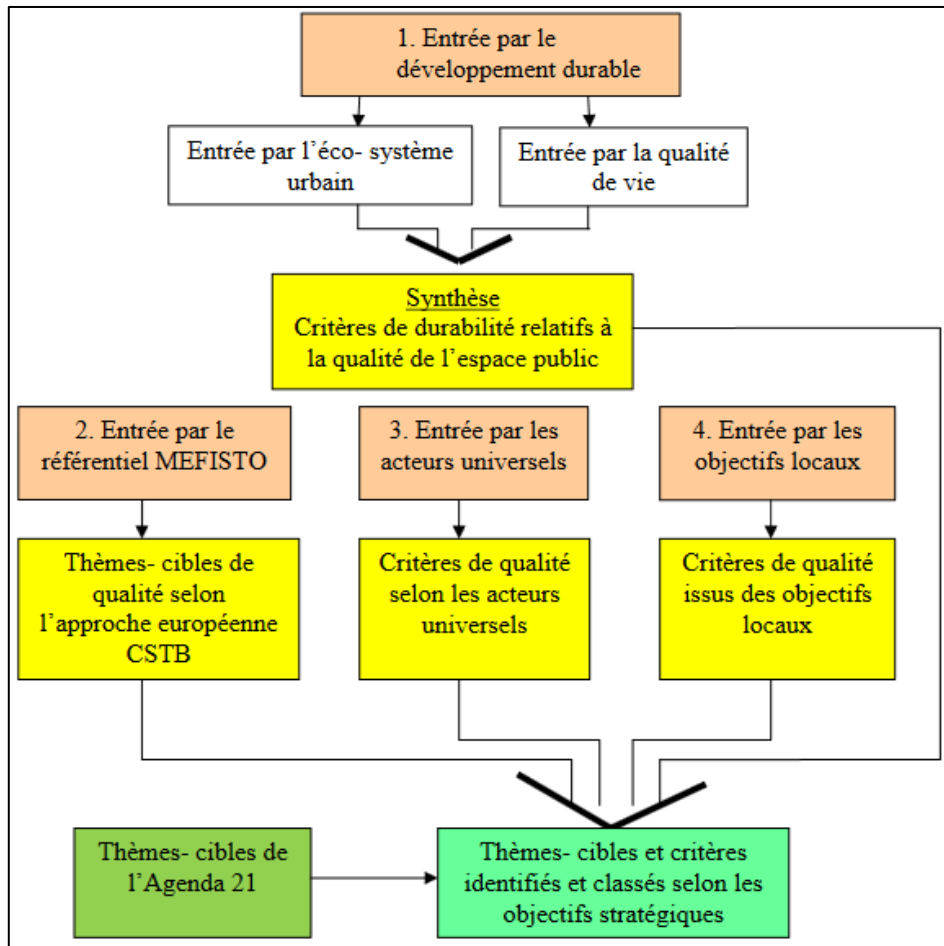 1. Entrée par le
développement durable
Entrée par l'éco- système
urbain
Entrée par la qualité
de vie
Synthèse
Critères de durabilité relatifs à
la qualité de l'espace public
2. Entrée par le
référentiel MEFISTO
3. Entrée par les
acteurs universels
4. Entrée par les
objectifs locaux
Thèmes- cibles de
qualité selon
l'approche européenne
CSTB
Critères de qualité
selon les acteurs
universels
Critères de qualité
issus des objectifs
locaux
Thèmes- cibles de
l'Agenda 21
Thèmes- cibles et critères
identifiés et classés selon les
objectifs stratégiques